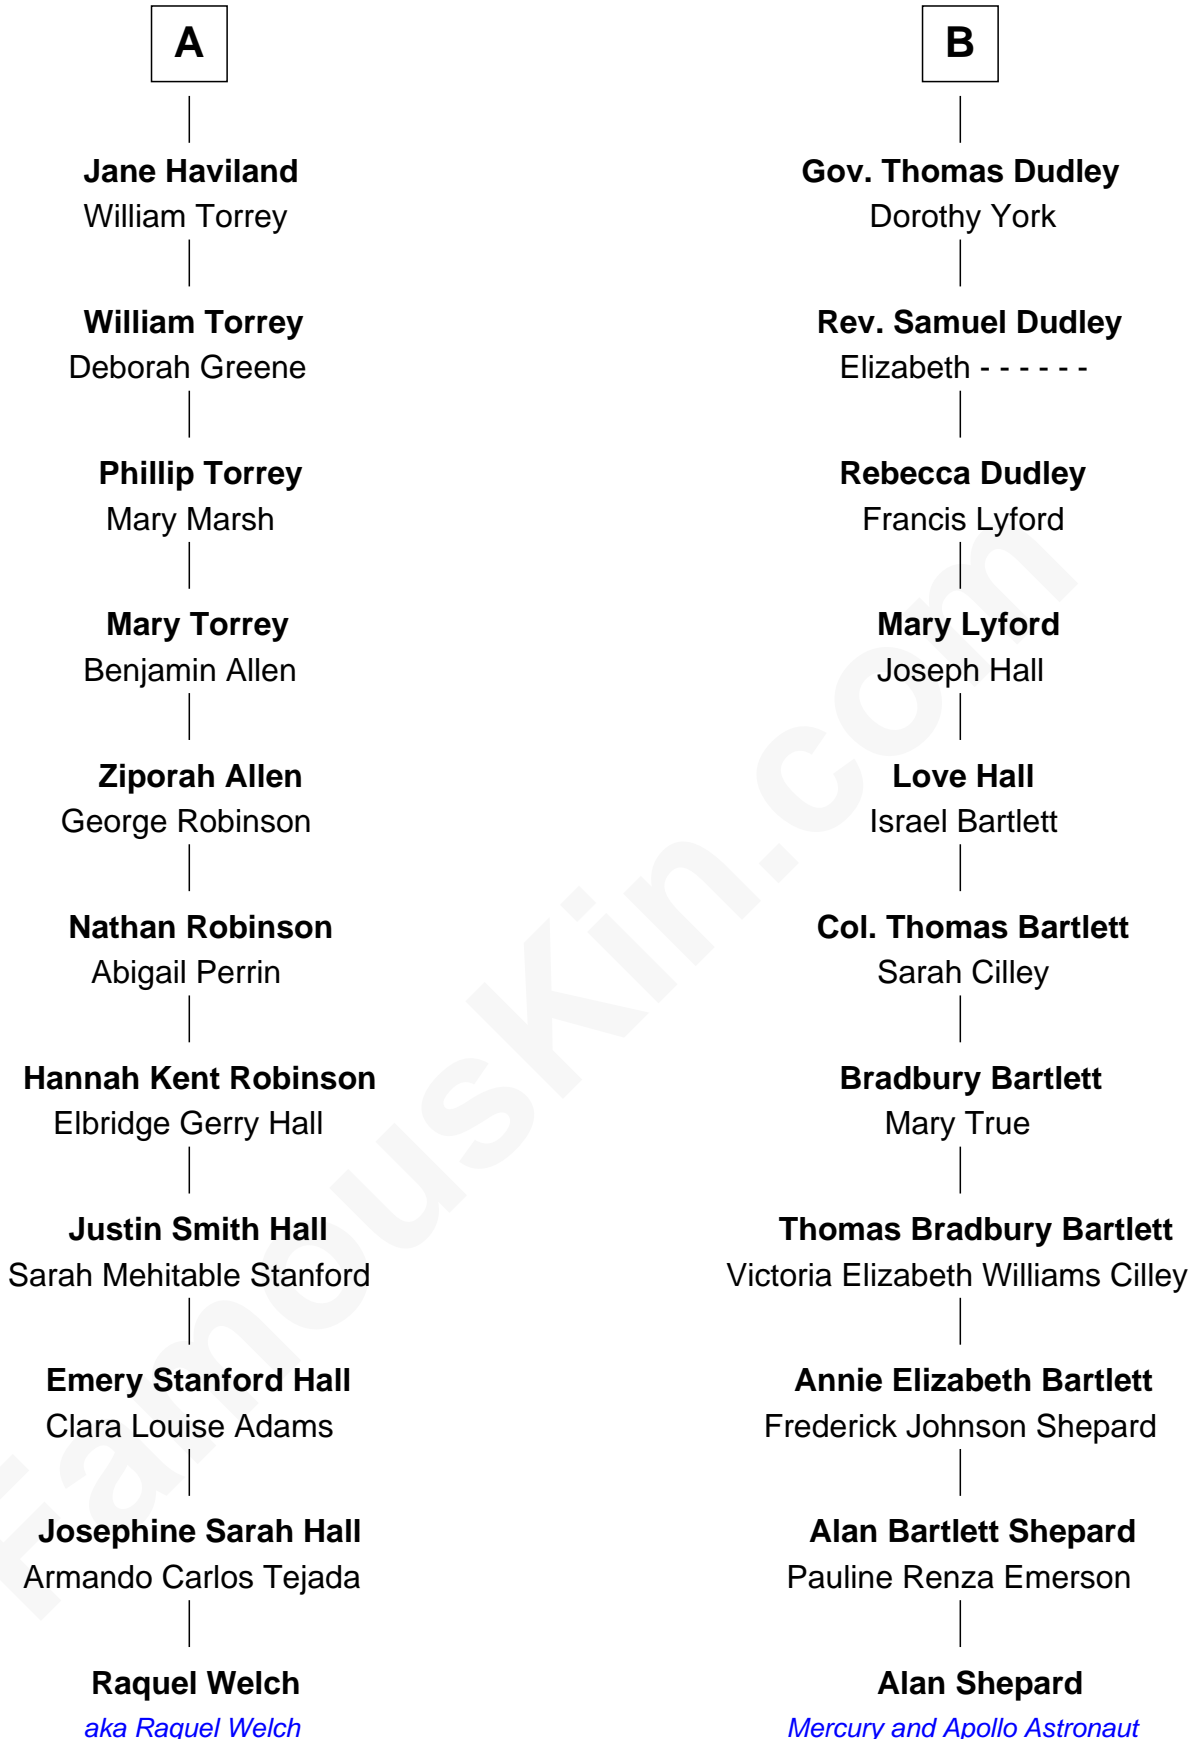 A
Jane Haviland
William Torrey
William Torrey
Deborah Greene
Phillip Torrey
Mary Marsh
Mary Torrey
Benjamin Allen
Ziporah Allen
George Robinson
Nathan Robinson
Abigail Perrin
Hannah Kent Robinson
Elbridge Gerry Hall
Justin Smith Hall
Sarah Mehitable Stanford
Emery Stanford Hall
Clara Louise Adams
Josephine Sarah Hall
Armando Carlos Tejada
Raquel Welch
aka Raquel Welch
B
Gov. Thomas Dudley
Dorothy York
Rev. Samuel Dudley
Elizabeth - - - - - -
Rebecca Dudley
Francis Lyford
Mary Lyford
Joseph Hall
Love Hall
Israel Bartlett
Col. Thomas Bartlett
Sarah Cilley
Bradbury Bartlett
Mary True
Thomas Bradbury Bartlett
Victoria Elizabeth Williams Cilley
Annie Elizabeth Bartlett
Frederick Johnson Shepard
Alan Bartlett Shepard
Pauline Renza Emerson
Alan Shepard
Mercury and Apollo Astronaut
FamousKin.com